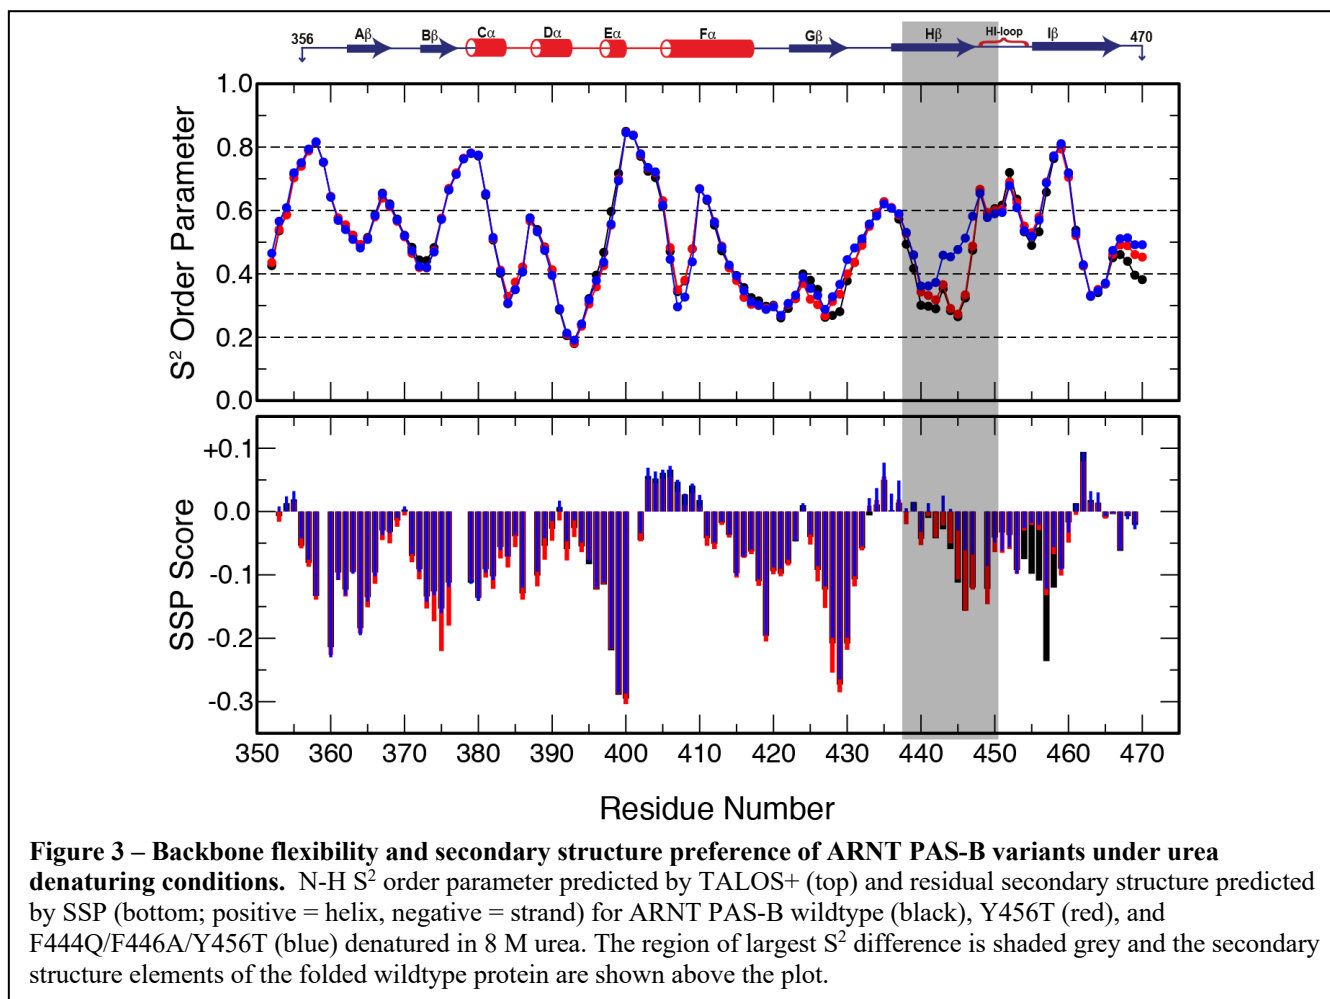 356 Aβ Bβ Cα Dα Eα Fα Gβ Hβ HI-loop Iβ 470
S² Order Parameter
1.0
0.8
0.6
0.4
0.2
0.0
SSP Score
+0.1
0.0
-0.1
-0.2
-0.3
350 360 370 380 390 400 410 420 430 440 450 460 470
Residue Number
Figure 3 – Backbone flexibility and secondary structure preference of ARNT PAS-B variants under urea
denaturing conditions. N-H S² order parameter predicted by TALOS+ (top) and residual secondary structure predicted
by SSP (bottom; positive = helix, negative = strand) for ARNT PAS-B wildtype (black), Y456T (red), and
F444Q/F446A/Y456T (blue) denatured in 8 M urea. The region of largest S² difference is shaded grey and the secondary
structure elements of the folded wildtype protein are shown above the plot.